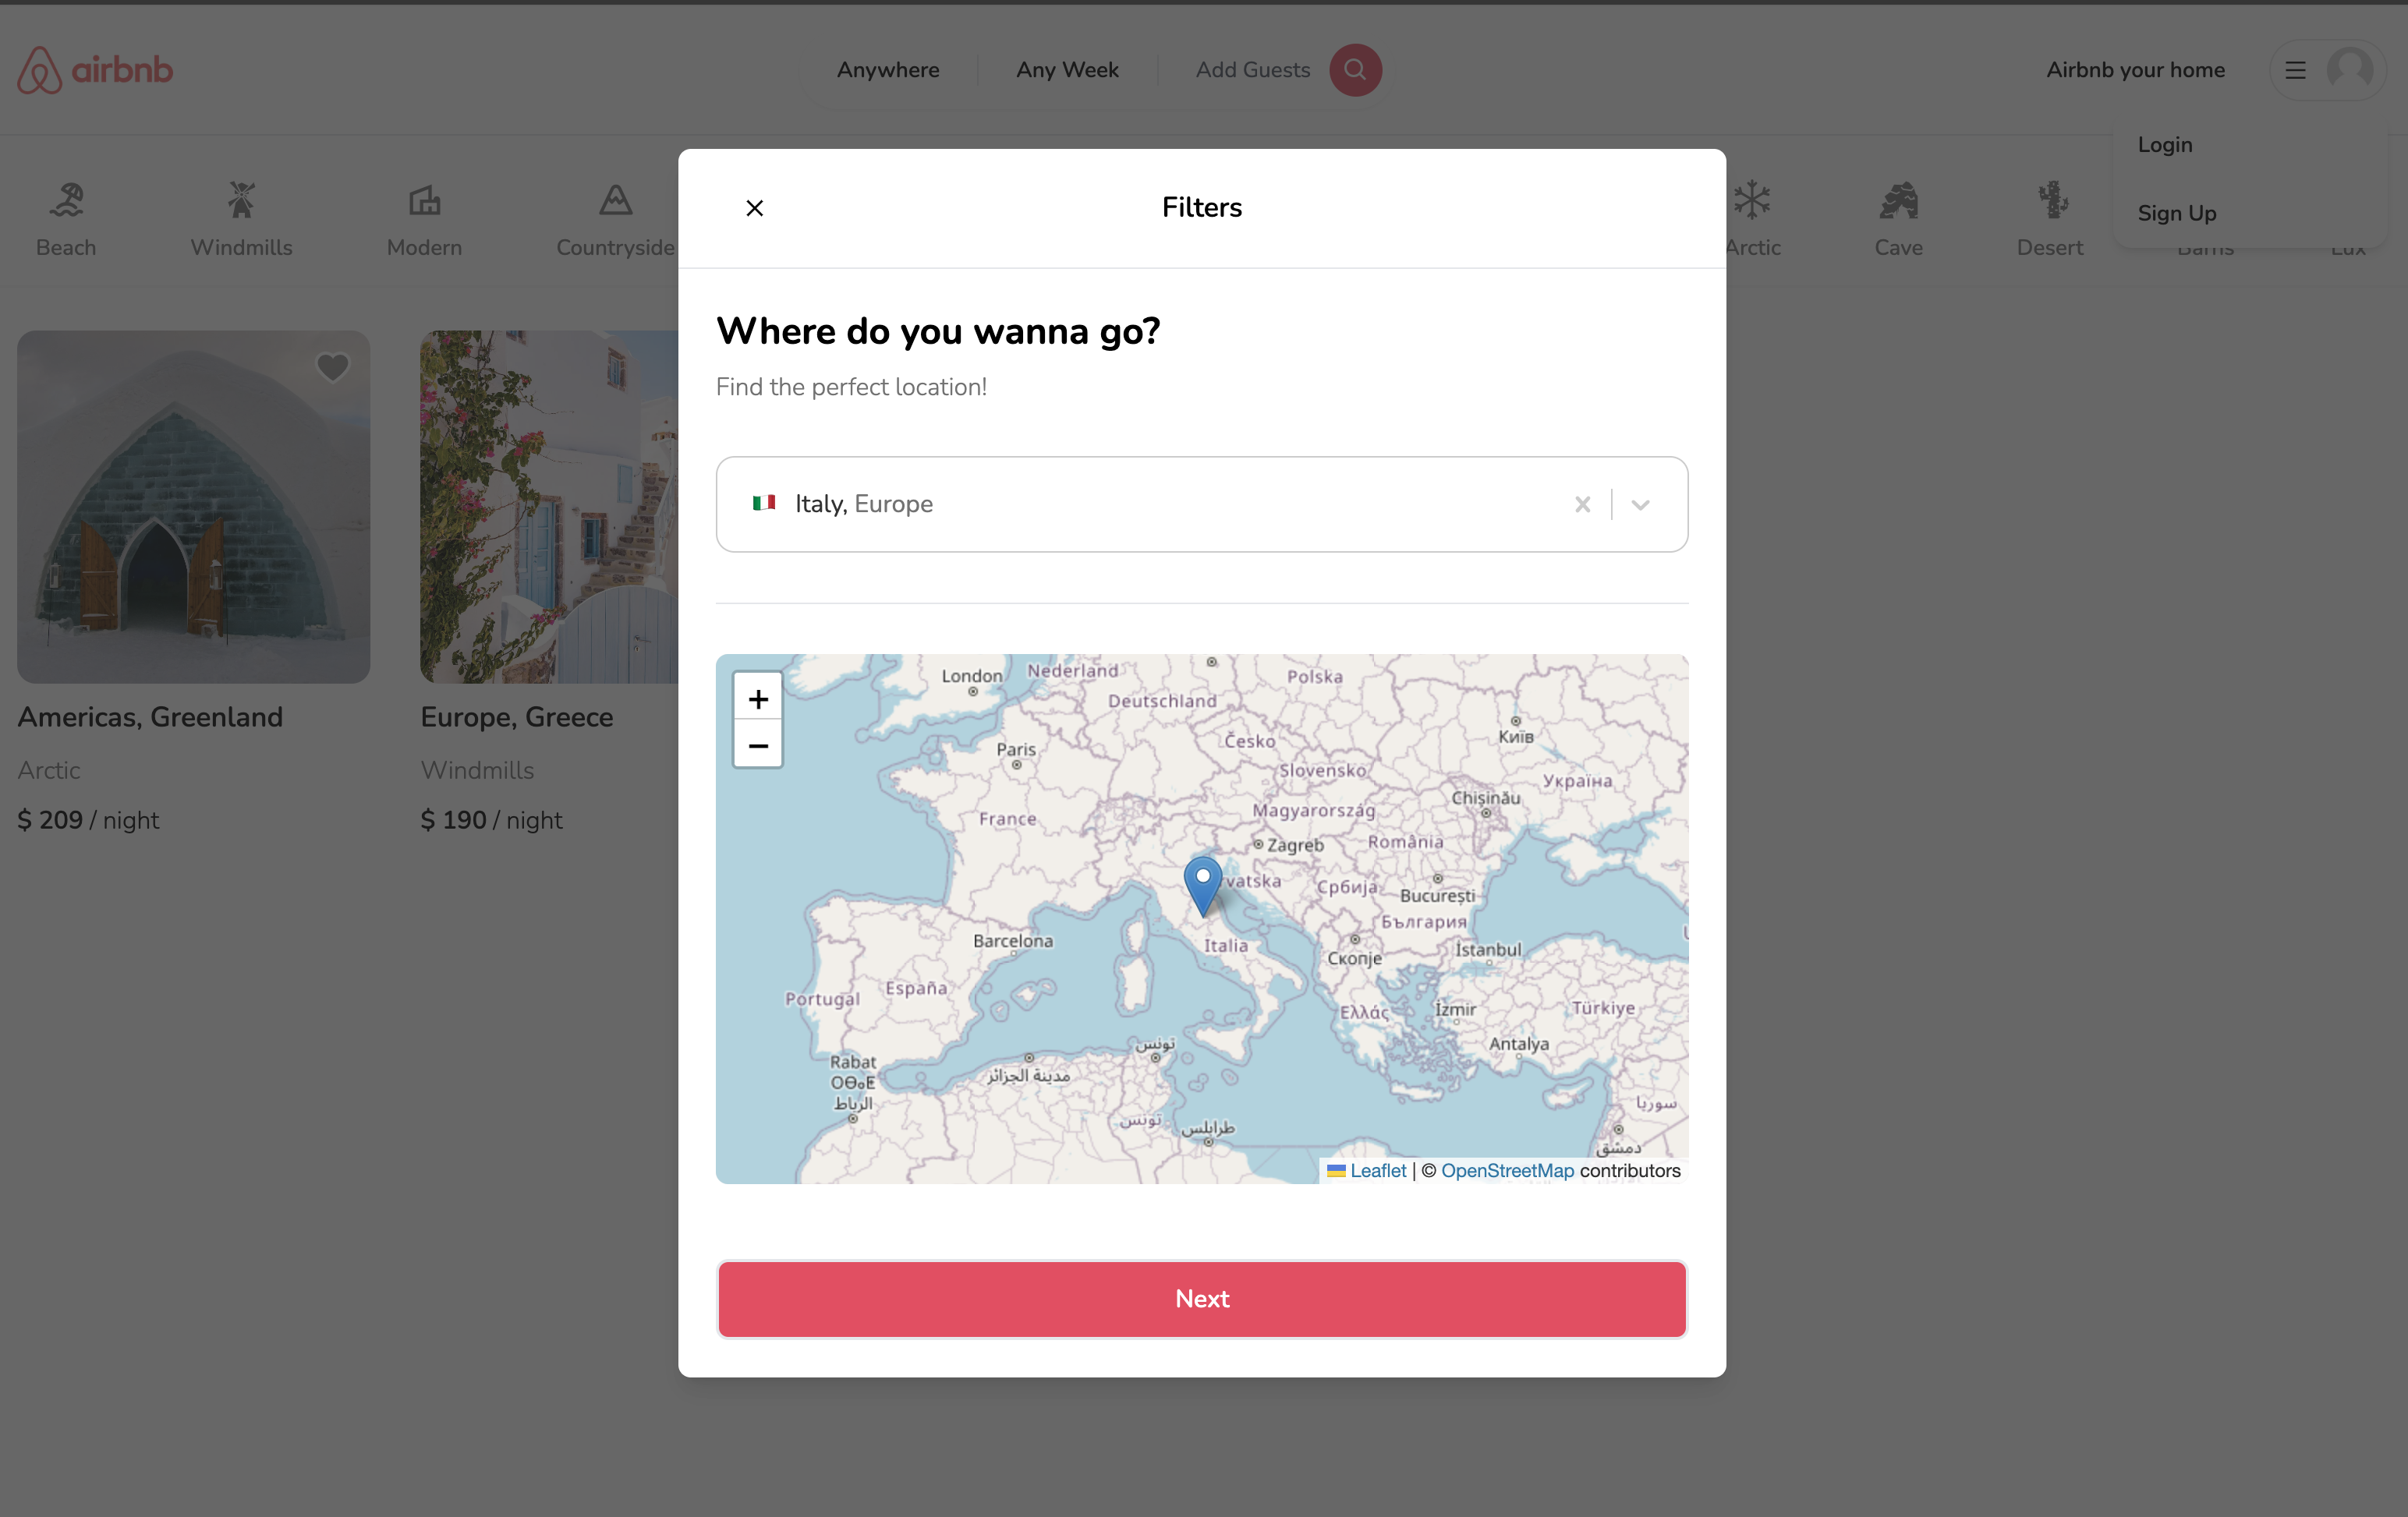 airbnb
Anywhere
Any Week
Add Guests
Airbnb your home
Login
Sign Up
Beach
Windmills
Modern
Countryside
Arctic
Cave
Desert
Barns
Lux
Filters
Where do you wanna go?
Find the perfect location!
Italy, Europe
+
−
London
Nederland
Polska
Deutschland
Київ
Česko
Paris
Slovensko
Україна
Chișinău
Magyarország
France
Zagreb
România
rvatska
Србија
București
България
Barcelona
Italia
İstanbul
Скопје
España
Portugal
Ελλάς
İzmir
Türkiye
Antalya
تونس
Rabat
ⵔⴱⴰⵟ
الرباط
مدينة الجزائر
سوريا
تونس
طرابلس
دمشق
Leaflet | © OpenStreetMap contributors
Next
Americas, Greenland
Arctic
$ 209 / night
Europe, Greece
Windmills
$ 190 / night